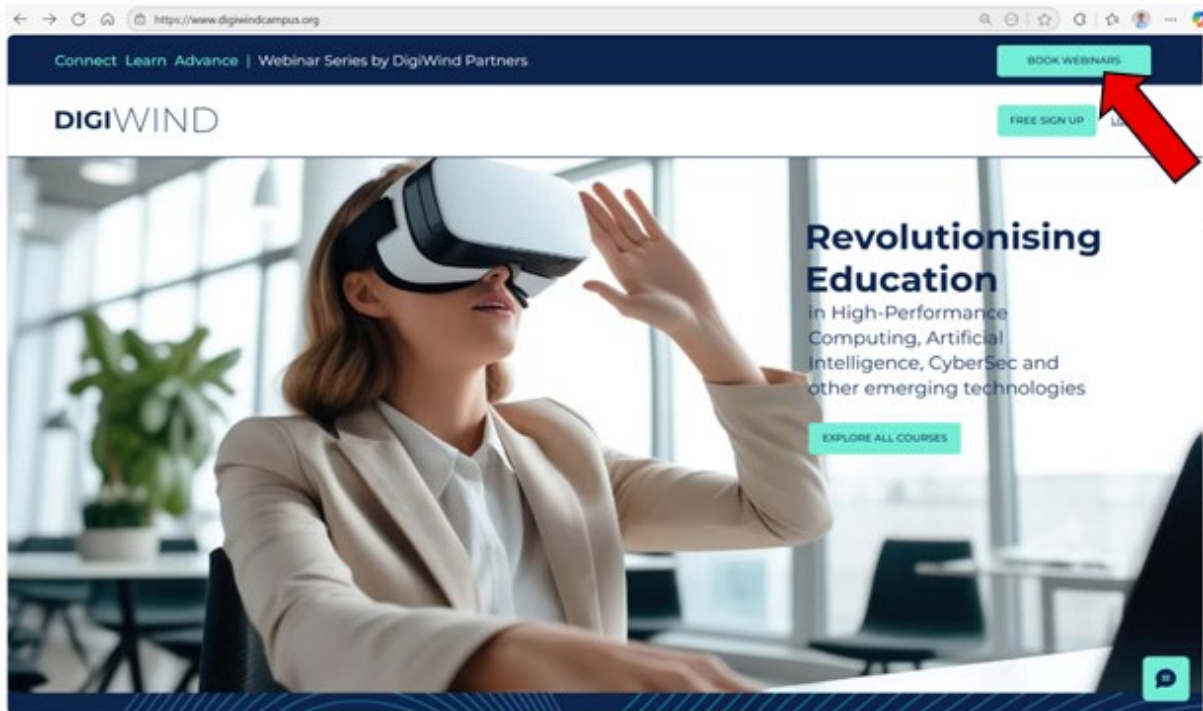 https://www.digiwindcampus.org
Connect Learn Advance | Webinar Series by DigiWind Partners
BOOK WEBINARS
DIGIWIND
FREE SIGN UP
Revolutionising
Education
in High-Performance
Computing, Artificial
Intelligence, CyberSec and
other emerging technologies
EXPLORE ALL COURSES